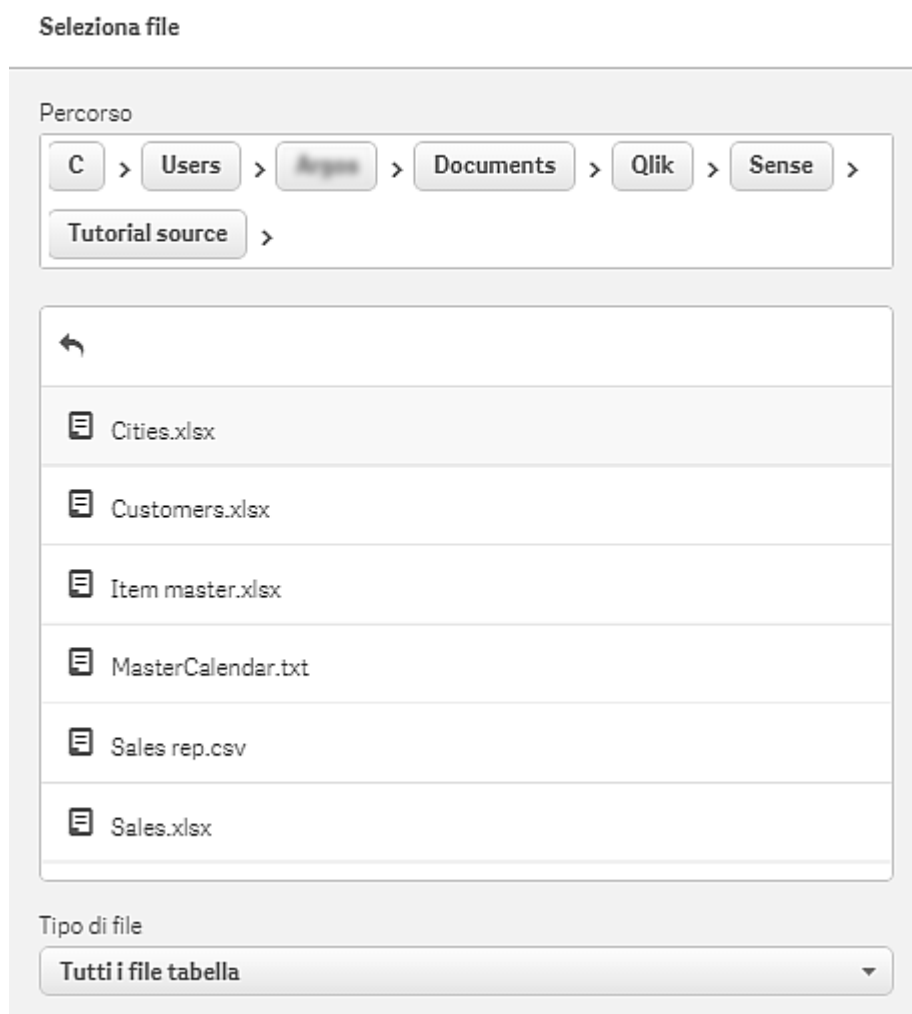 Seleziona file
Percorso
C > Users > > Documents > Qlik > Sense >
Tutorial source >
Cities.xlsx
Customers.xlsx
Item master.xlsx
MasterCalendar.txt
Sales rep.csv
Sales.xlsx
Tipo di file
Tutti i file tabella